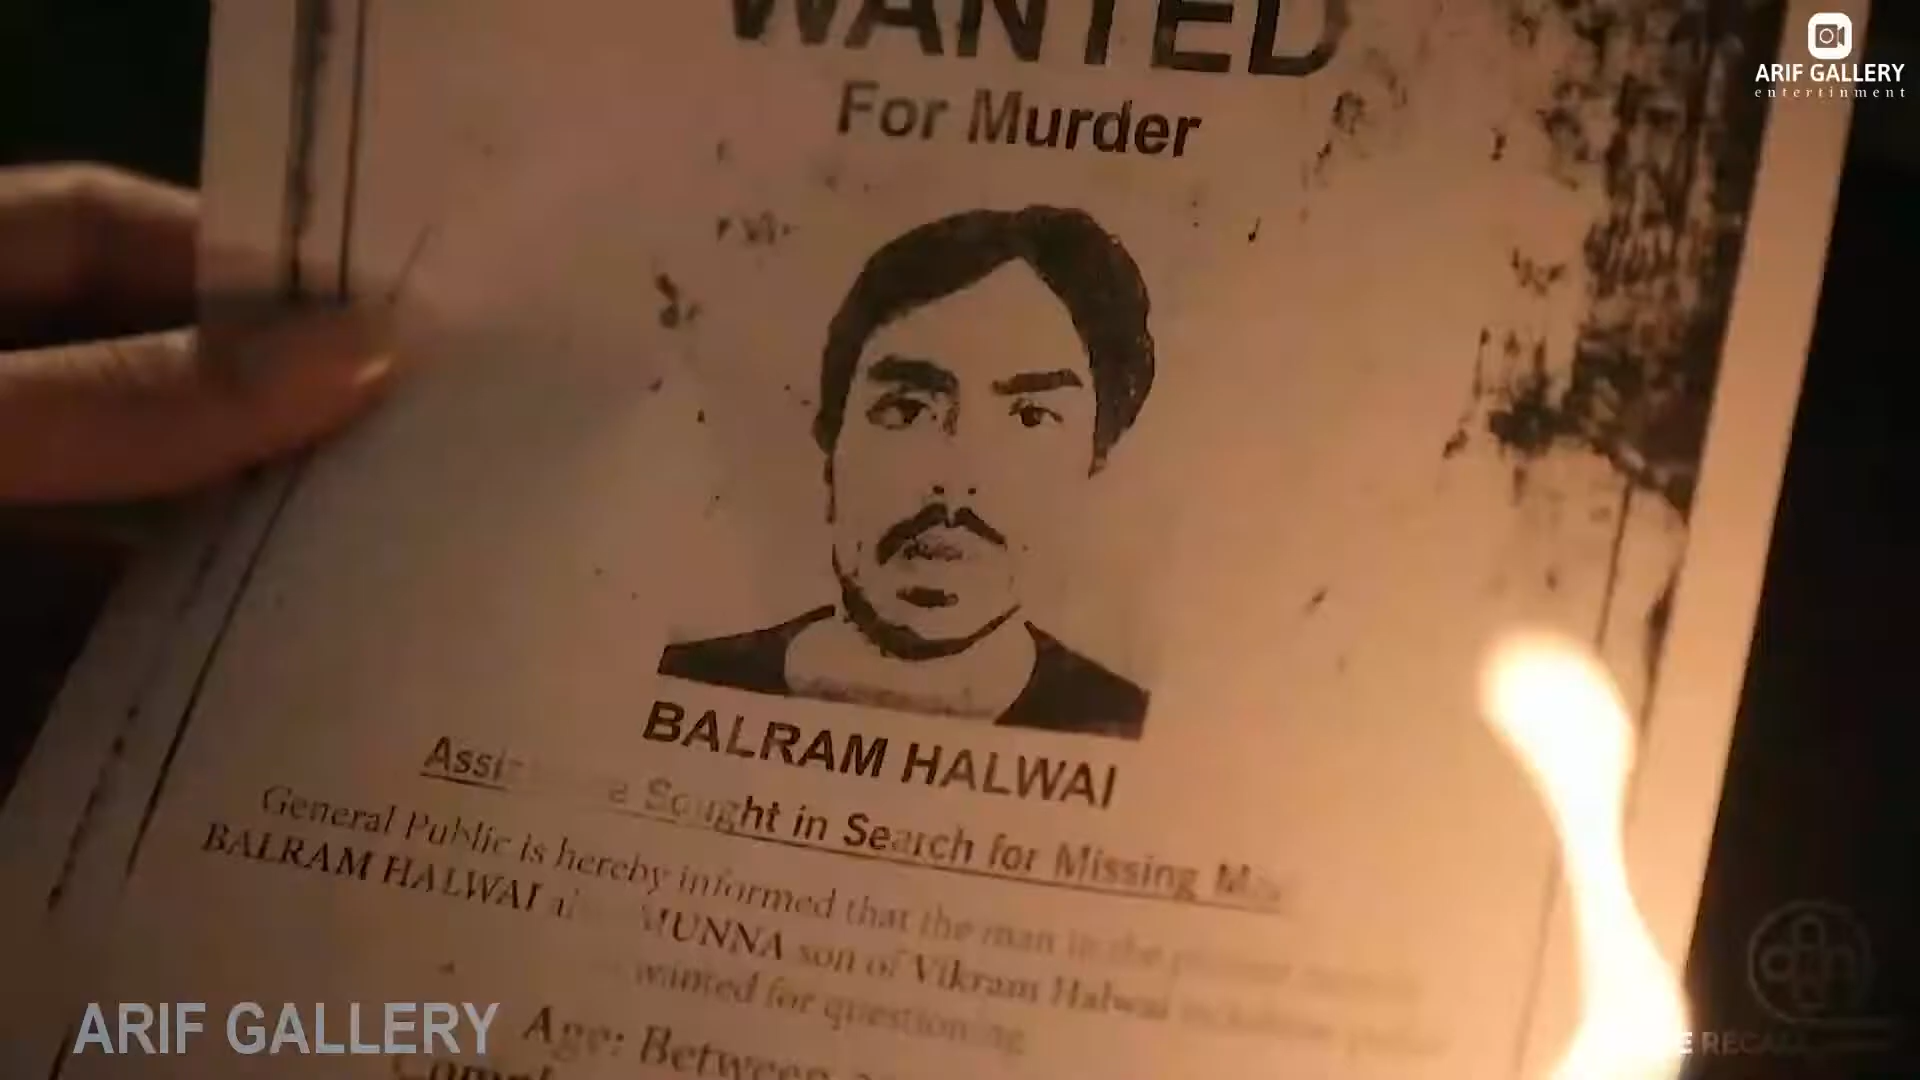 WANTED
For Murder
ARIF GALLERY
entertinment
BALRAM HALWAI
Sought in Search for Missing
General Public is hereby informed that the man in the
BALRAM HALWAI MUNNA son of Vikram Halwai
wanted for questioning
Age: Between
ARIF GALLERY